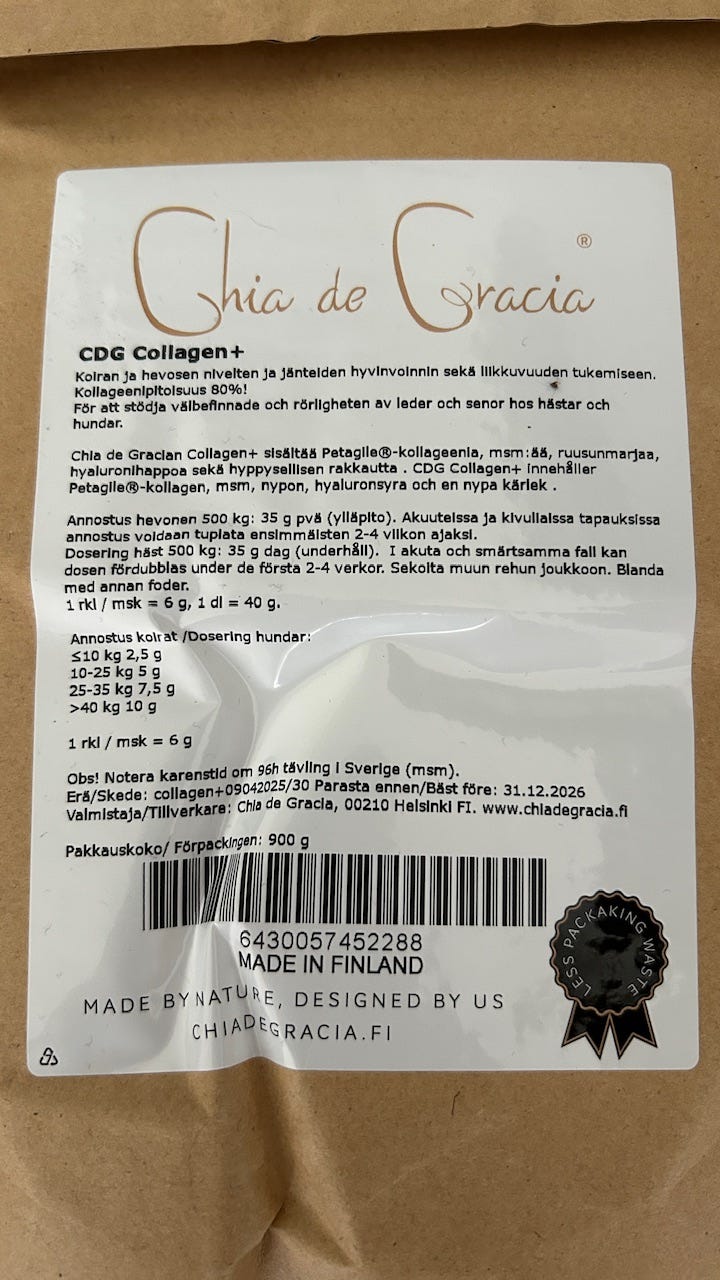 Chia de Gracia ®
CDG Collagen+
Koiran ja hevosen nivelten ja jänteiden hyvinvoinnin sekä liikkuvuuden tukemiseen.
Kollageenipitoisuus 80%!
För att stödja välbefinnade och rörligheten av leder och senor hos hästar och
hundar.
Chia de Gracian Collagen+ sisältää Petagile®-kollageenia, msm:ää, ruusunmarjaa,
hyaluronihappoa sekä hyppysellisen rakkautta . CDG Collagen+ innehåller
Petagile®-kollagen, msm, nypon, hyaluronsyra och en nypa kärlek .
Annostus hevonen 500 kg: 35 g pvä (ylläpito). Akuuteissa ja kivuliaissa tapauksissa
annostus voidaan tuplata ensimmäisten 2-4 viikon ajaksi.
Dosering häst 500 kg: 35 g dag (underhåll). I akuta och smärtsamma fall kan
dosen fördubblas under de första 2-4 verkor. Sekoita muun rehun joukkoon. Blanda
med annan foder.
1 rkl / msk = 6 g, 1 dl = 40 g.
Annostus koirat /Dosering hundar:
≤10 kg 2,5 g
10-25 kg 5 g
25-35 kg 7,5 g
>40 kg 10 g
1 rkl / msk = 6 g
Obs! Notera karenstid om 96h tävling i Sverige (msm).
Erä/Skede: collagen+09042025/30 Parasta ennen/Bäst före: 31.12.2026
Valmistaja/Tillverkare: Chia de Gracia, 00210 Helsinki FI. www.chiadegracia.fi
Pakkauskoko/ Förpackingen: 900 g
6430057452288
MADE IN FINLAND
MADE BY NATURE, DESIGNED BY US
CHIADEGRACIA.FI
LESS PACKAKING WASTE